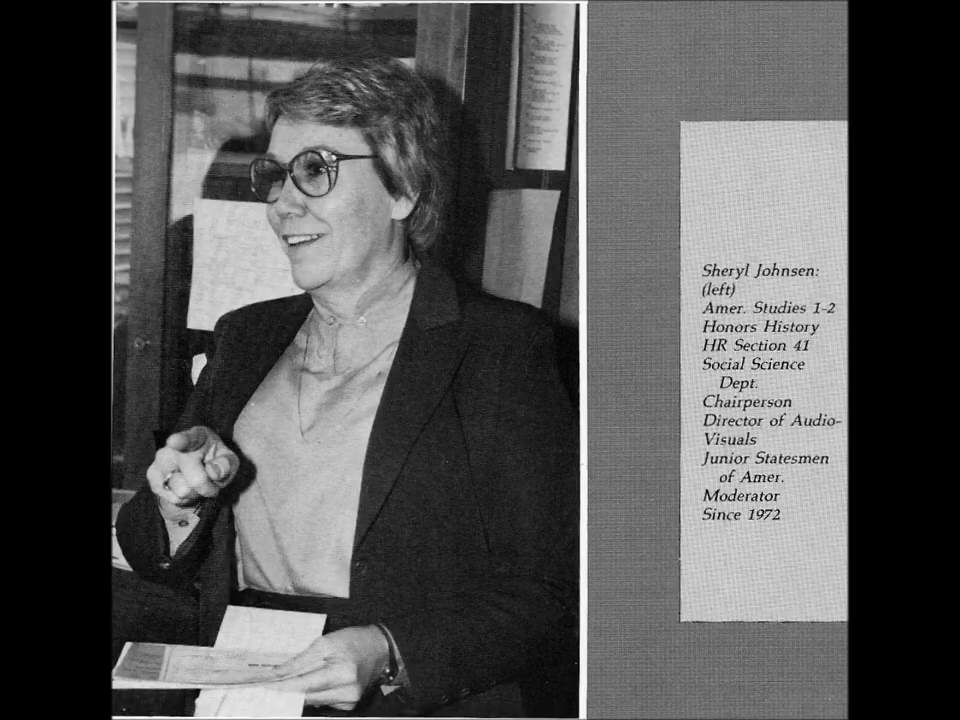 Sheryl Johnsen:
(left)
Amer. Studies 1-2
Honors History
HR Section 41
Social Science
Dept.
Chairperson
Director of Audio-
Visuals
Junior Statesmen
of Amer.
Moderator
Since 1972